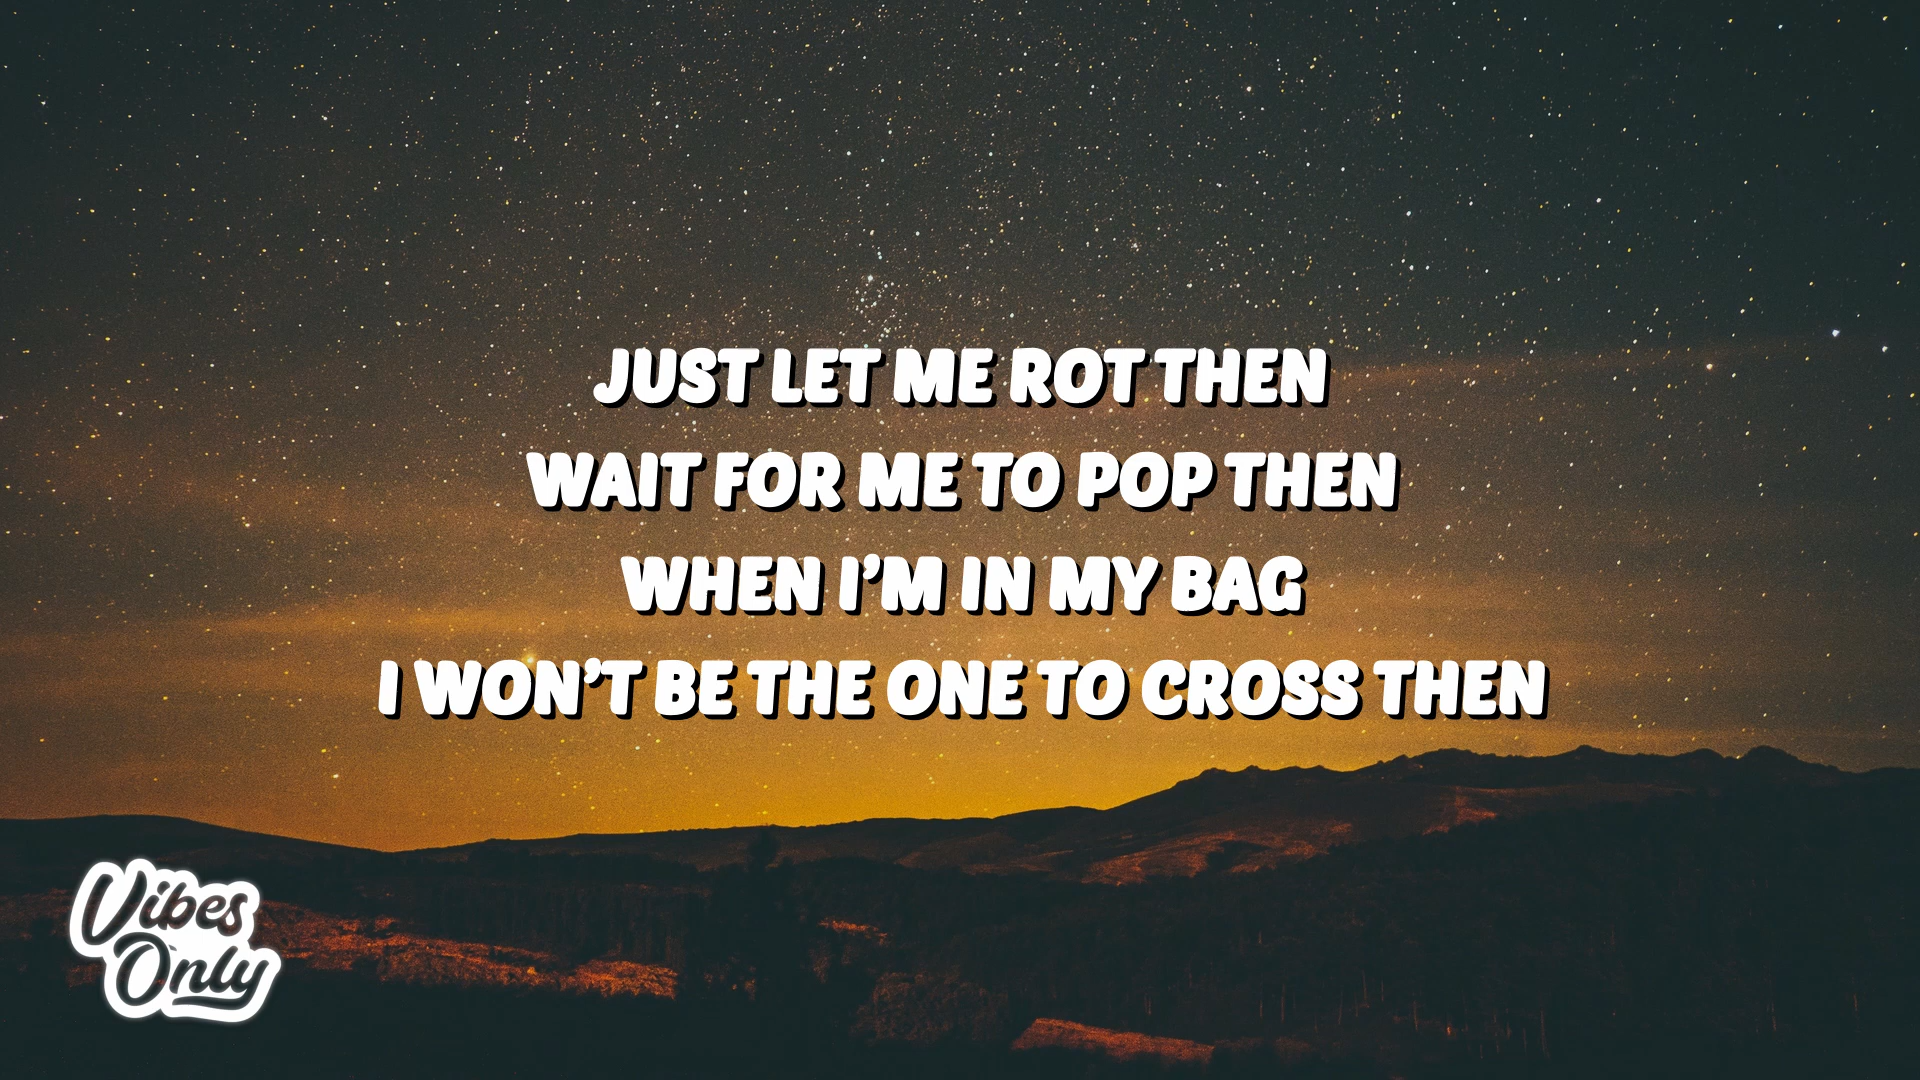 JUST LET ME ROT THEN
WAIT FOR ME TO POP THEN
WHEN I’M IN MY BAG
I WON’T BE THE ONE TO CROSS THEN
Vibes
Only